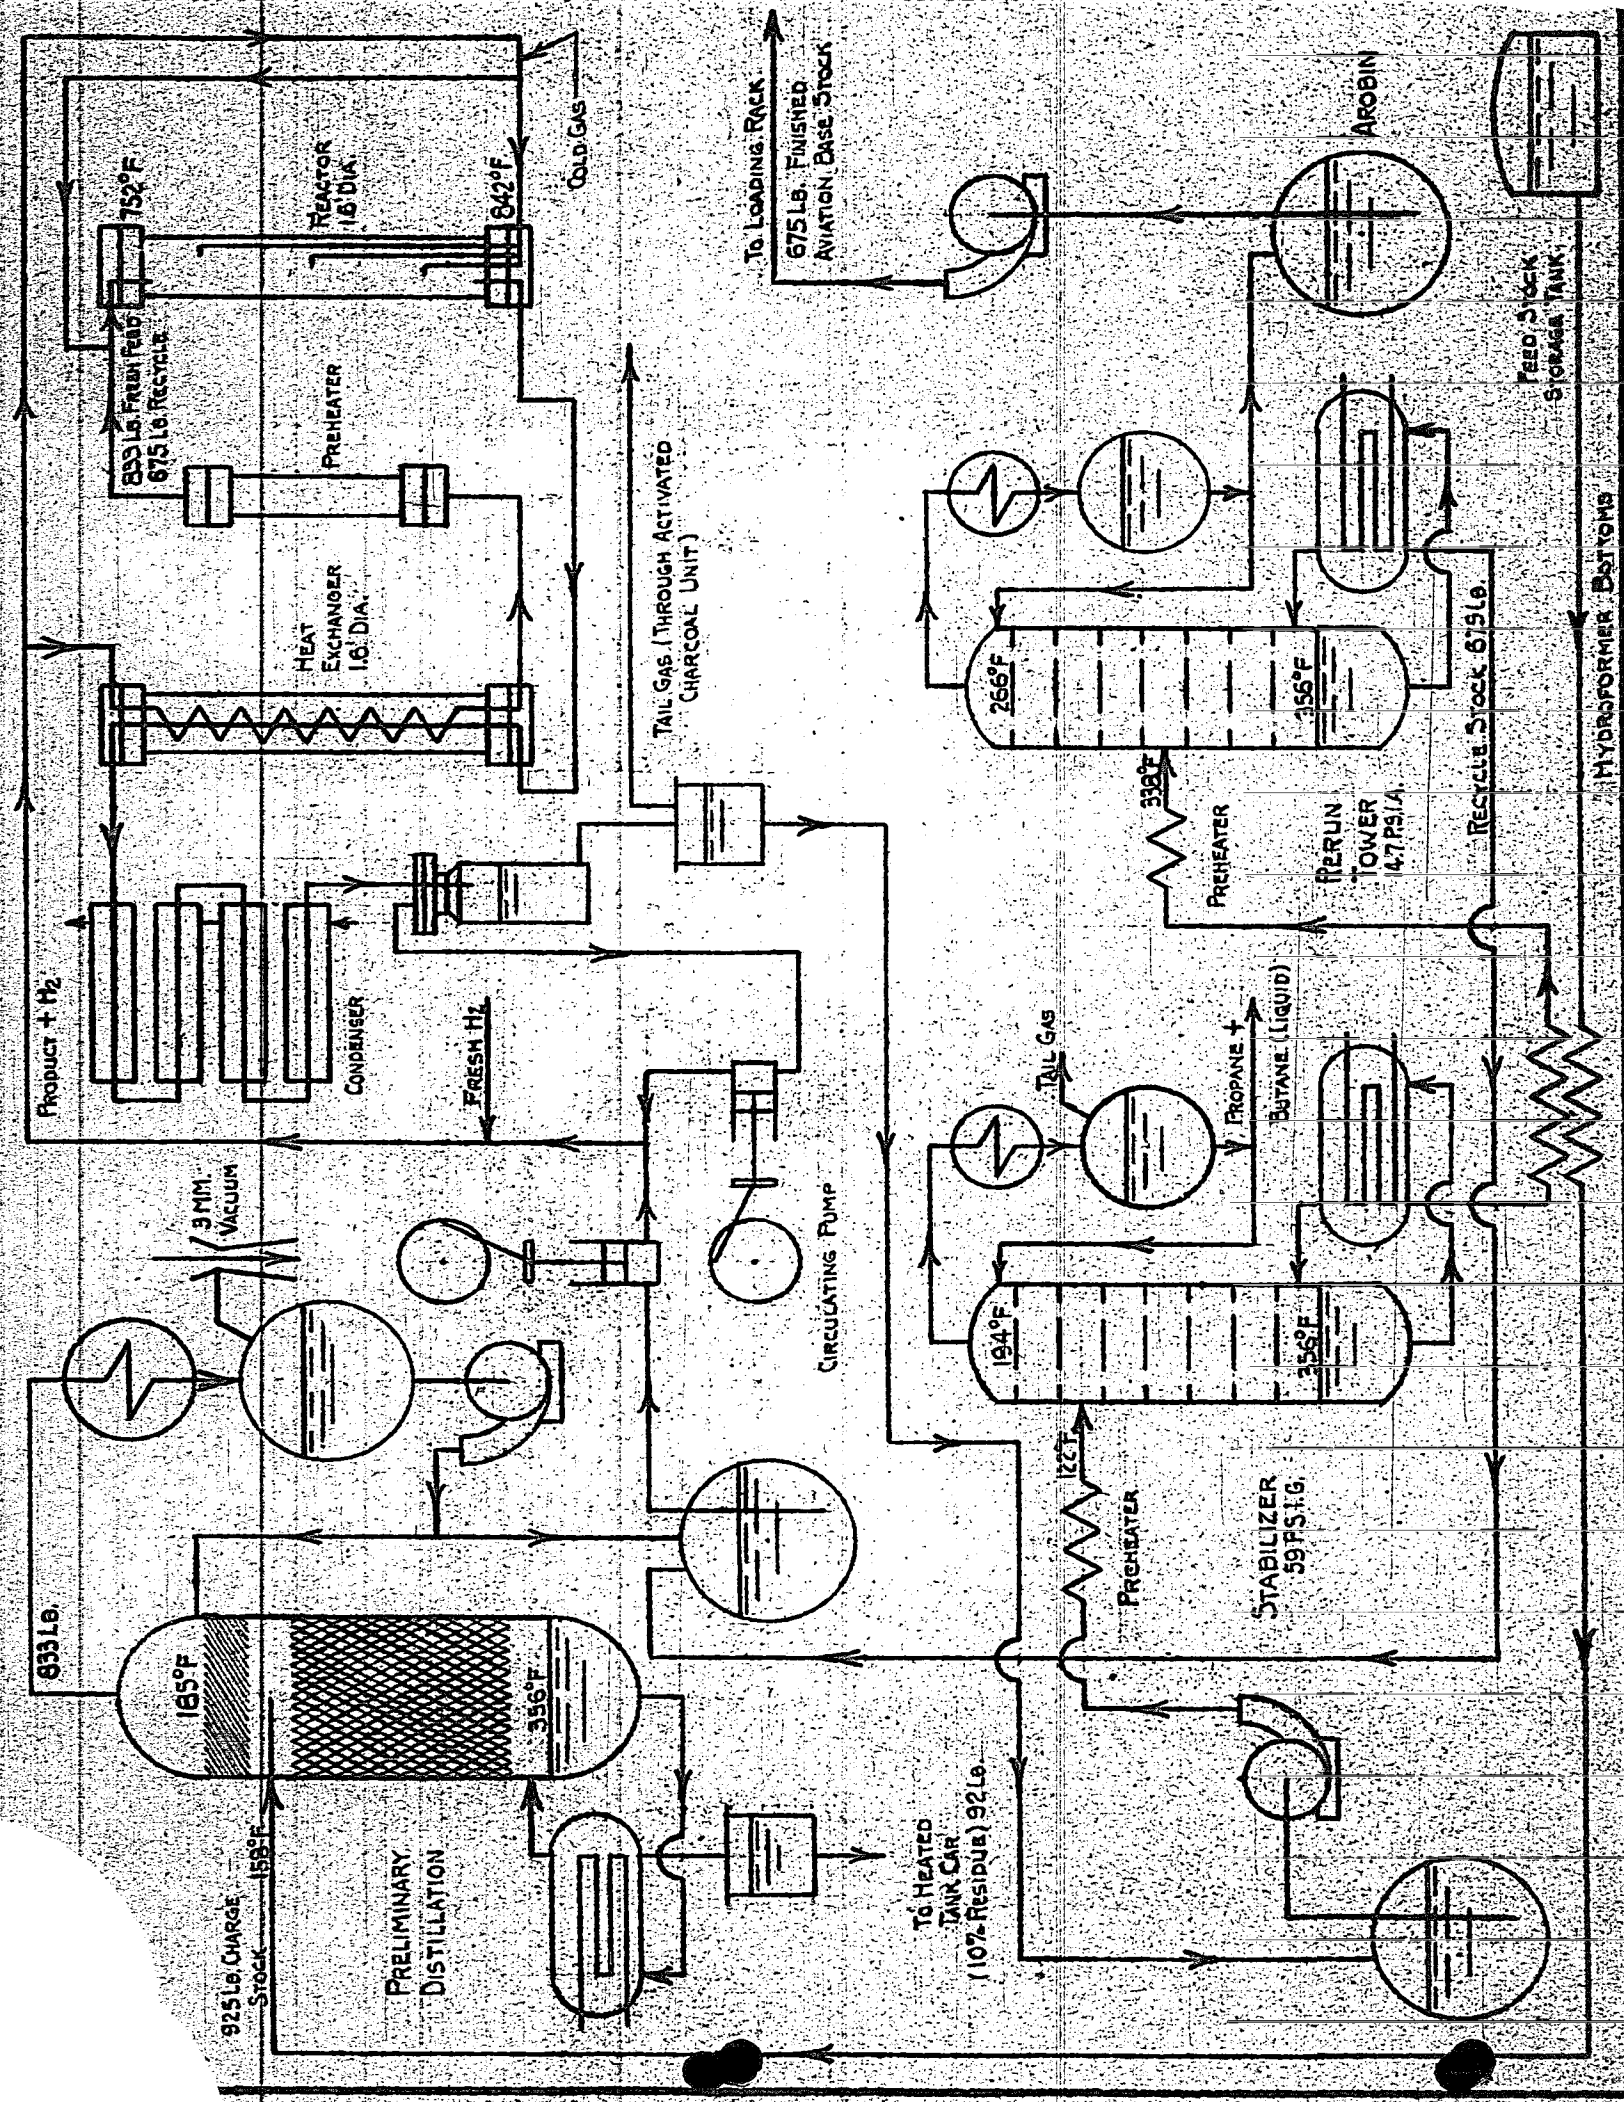 925 LB. CHARGE
STOCK 158°F
833 LB.
185°F
356°F
PRELIMINARY
DISTILLATION
TO HEATED
TANK CAR
(10% RESIDUE) 92 LB.
3 MM.
VACUUM
PRODUCT + H2
CONDENSER
FRESH H2
CIRCULATING PUMP
HEAT
EXCHANGER
1.6" DIA.
PREHEATER
833 LB FRESH FEED
675 LB RECYCLE
752°F
REACTOR
1.6" DIA.
842°F
COLD GAS
TAIL GAS (THROUGH ACTIVATED
CHARCOAL UNIT)
TO LOADING RACK
675 LB. FINISHED
AVIATION BASE STOCK
122°F
PREHEATER
STABILIZER
59 P.S.I.G.
194°F
356°F
TAIL GAS
PROPANE +
BUTANE (LIQUID)
338°F
PREHEATER
TOWER
4.7 P.S.I.A.
266°F
356°F
RECYCLE STOCK 675 LB.
AROBIN
FEED STOCK
STORAGE TANK
HYDROFORMER BOTTOMS